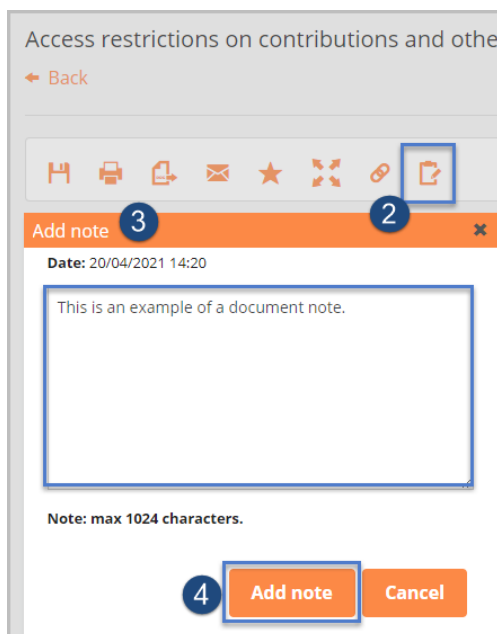 Access restrictions on contributions and othe
Back
2
Add note 3
Date: 20/04/2021 14:20
This is an example of a document note.
Note: max 1024 characters.
4 Add note Cancel